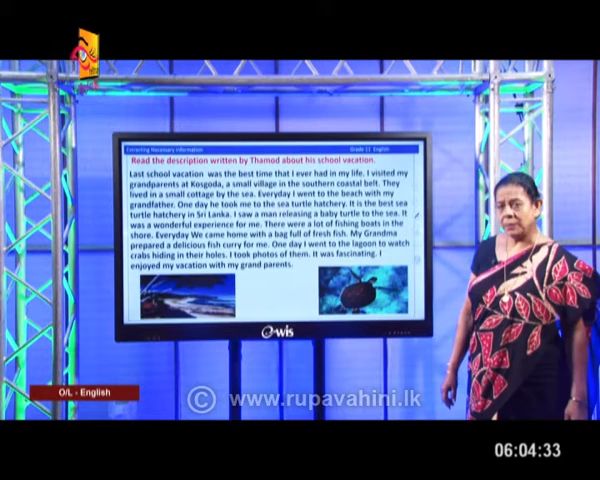 Extracting Necessary Information
Grade 11 English
Read the description written by Thamod about his school vacation.
Last school vacation was the best time that I ever had in my life. I visited my
grandparents at Kosgoda, a small village in the southern coastal belt. They
lived in a small cottage by the sea. Everyday I went to the beach with my
grandfather. One day he took me to the sea turtle hatchery. It is the best sea
turtle hatchery in Sri Lanka. I saw a man releasing a baby turtle to the sea. It
was a wonderful experience for me. There were a lot of fishing boats in the
shore. Everyday We came home with a bag full of fresh fish. My Grandma
prepared a delicious fish curry for me. One day I went to the lagoon to watch
crabs hiding in their holes. I took photos of them. It was fascinating. I
enjoyed my vacation with my grand parents.
e-wis
O/L - English
© www.rupavahini.lk
06:04:33